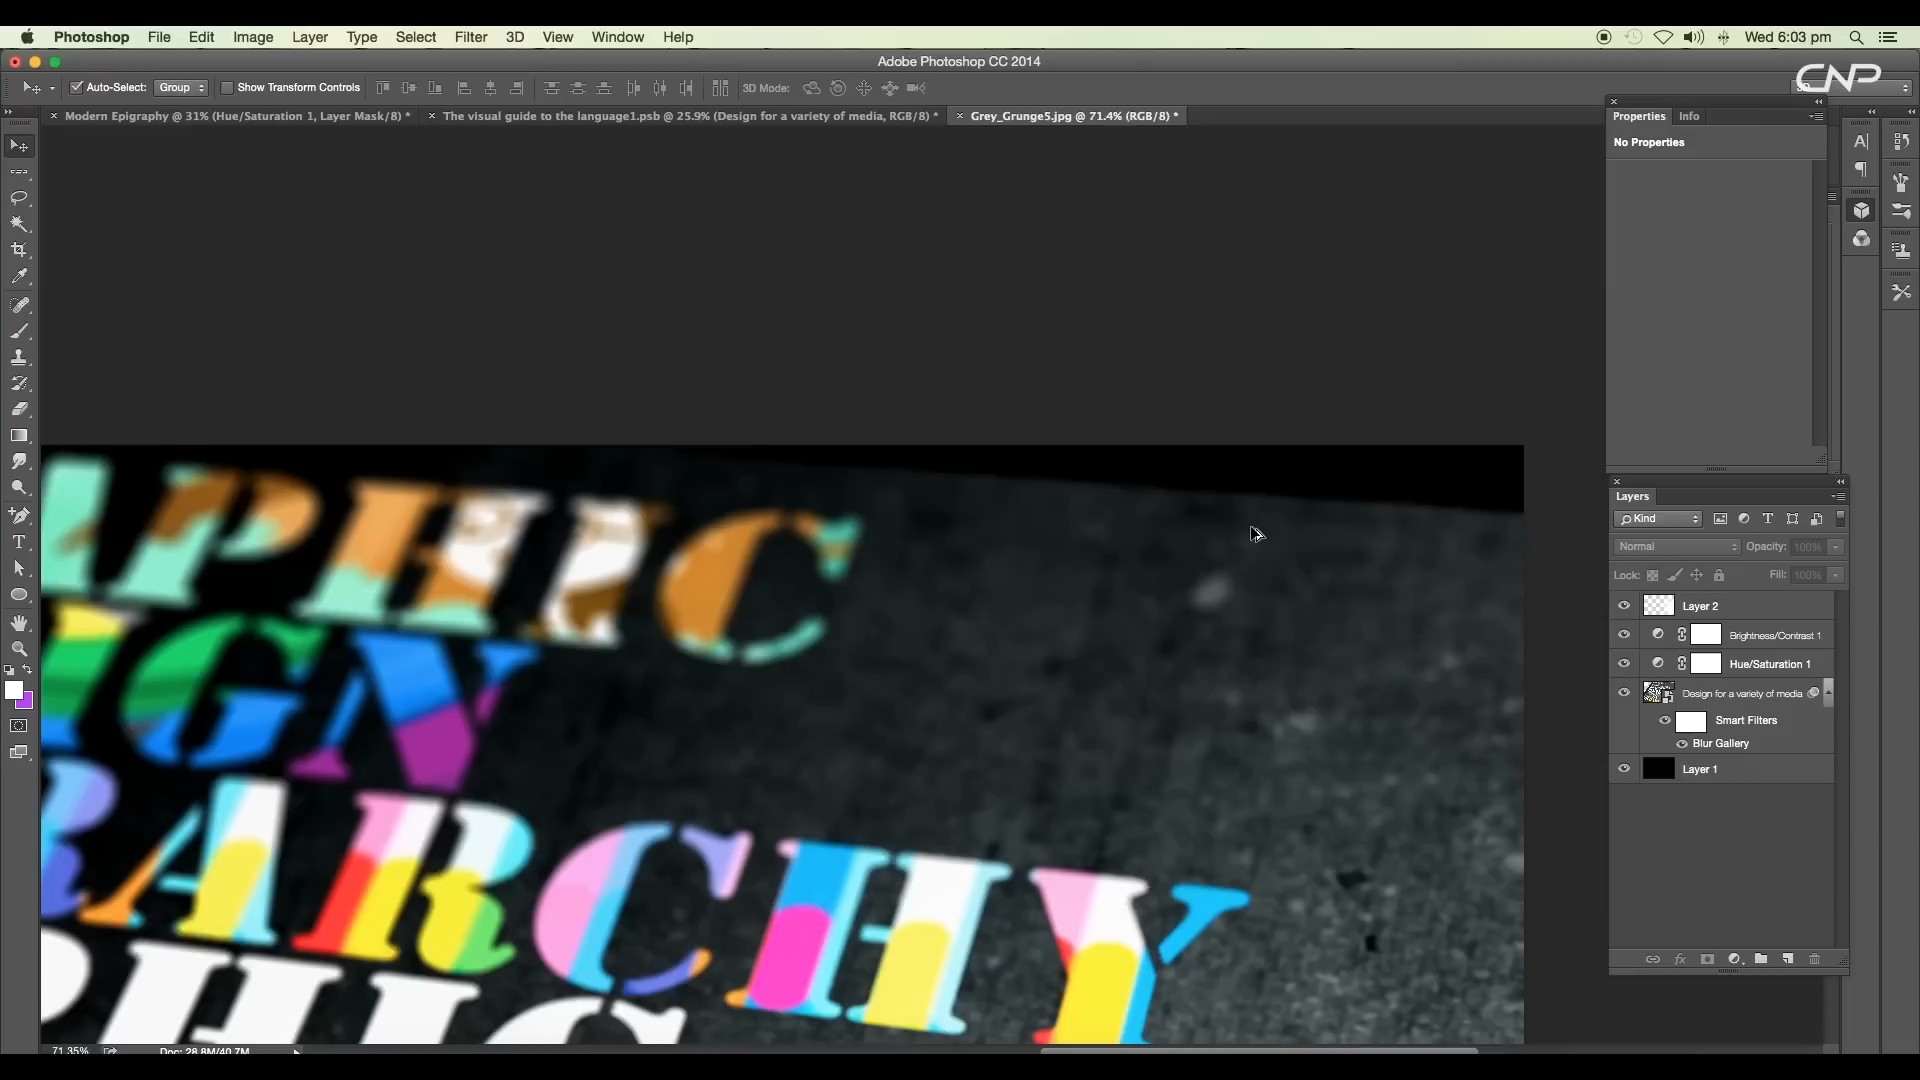 Photoshop File Edit Image Layer Type Select Filter 3D View Window Help Wed 6:03 pm
Adobe Photoshop CC 2014
CNP
Auto-Select: Group Show Transform Controls 3D Mode:
Modern Epigraphy @ 31% (Hue/Saturation 1, Layer Mask/8) * The visual guide to the language1.psb @ 25.9% (Design for a variety of media, RGB/8) * Grey_Grunge5.jpg @ 71.4% (RGB/8) *
Properties Info
No Properties
APHIC
IGN
RARCHY
PHIC
Layers
Kind
Normal Opacity: 100%
Lock: Fill: 100%
Layer 2
Brightness/Contrast 1
Hue/Saturation 1
Design for a variety of media
Smart Filters
Blur Gallery
Layer 1
71.35% Doc: 28.8M/40.7M